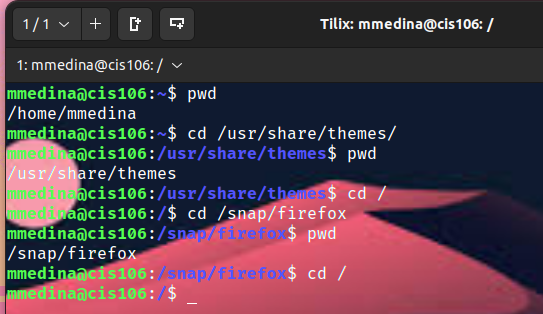 1 / 1
Tilix: mmedina@cis106: /
1: mmedina@cis106: /
mmedina@cis106:~$ pwd
/home/mmedina
mmedina@cis106:~$ cd /usr/share/themes/
mmedina@cis106:/usr/share/themes$ pwd
/usr/share/themes
mmedina@cis106:/usr/share/themes$ cd /
mmedina@cis106:/$ cd /snap/firefox
mmedina@cis106:/snap/firefox$ pwd
/snap/firefox
mmedina@cis106:/snap/firefox$ cd /
mmedina@cis106:/$ _